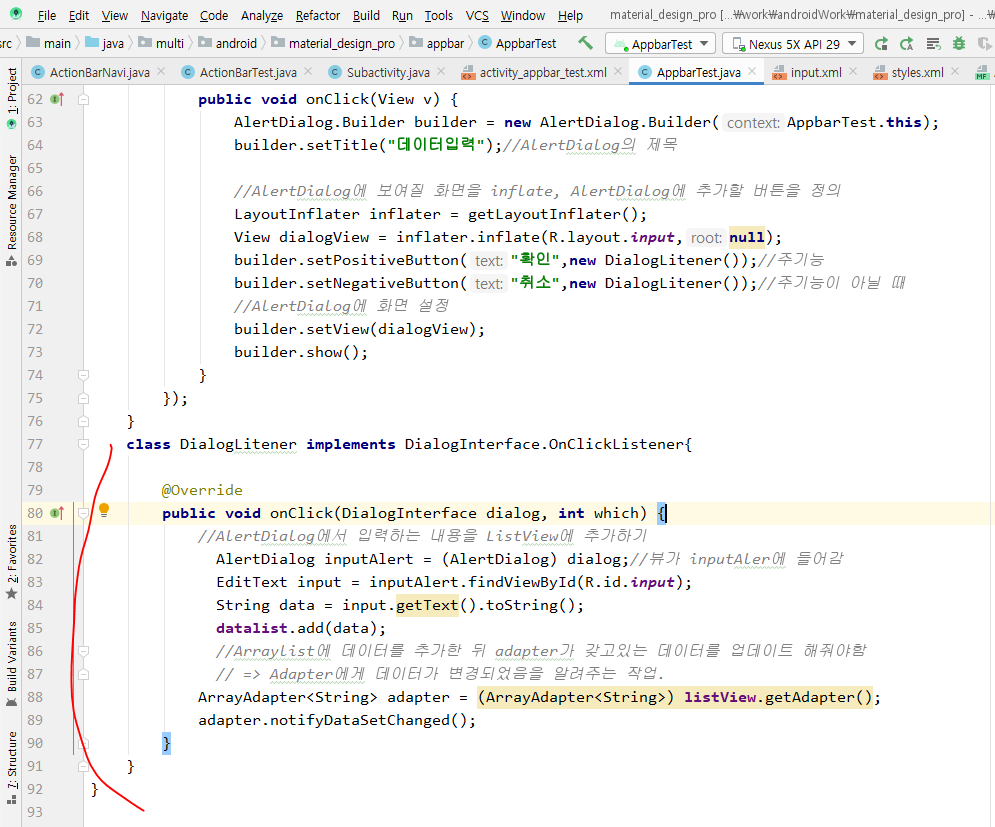 File Edit View Navigate Code Analyze Refactor Build Run Tools VCS Window Help material_design_pro [...₩work₩androidWork₩material_design_pro] - ...₩a
src main java multi android material_design_pro appbar AppbarTest AppbarTest Nexus 5X API 29
ActionBarNavi.java ActionBarTest.java Subactivity.java activity_appbar_test.xml AppbarTest.java input.xml styles.xml
1: Project
Resource Manager
2: Favorites
Build Variants
7: Structure
62 public void onClick(View v) {
63 AlertDialog.Builder builder = new AlertDialog.Builder( context: AppbarTest.this);
64 builder.setTitle("데이터입력");//AlertDialog의 제목
65
66 //AlertDialog에 보여질 화면을 inflate, AlertDialog에 추가할 버튼을 정의
67 LayoutInflater inflater = getLayoutInflater();
68 View dialogView = inflater.inflate(R.layout.input, root: null);
69 builder.setPositiveButton( text: "확인",new DialogLitener());//주기능
70 builder.setNegativeButton( text: "취소",new DialogLitener());//주기능이 아닐 때
71 //AlertDialog에 화면 설정
72 builder.setView(dialogView);
73 builder.show();
74 }
75 });
76 }
77 class DialogLitener implements DialogInterface.OnClickListener{
78
79 @Override
80 public void onClick(DialogInterface dialog, int which) {
81 //AlertDialog에서 입력하는 내용을 ListView에 추가하기
82 AlertDialog inputAlert = (AlertDialog) dialog;//뷰가 inputALer에 들어감
83 EditText input = inputAlert.findViewById(R.id.input);
84 String data = input.getText().toString();
85 datalist.add(data);
86 //Arraylist에 데이터를 추가한 뒤 adapter가 갖고있는 데이터를 업데이트 해줘야함
87 // => Adapter에게 데이터가 변경되었음을 알려주는 작업.
88 ArrayAdapter<String> adapter = (ArrayAdapter<String>) listView.getAdapter();
89 adapter.notifyDataSetChanged();
90 }
91 }
92 }
93